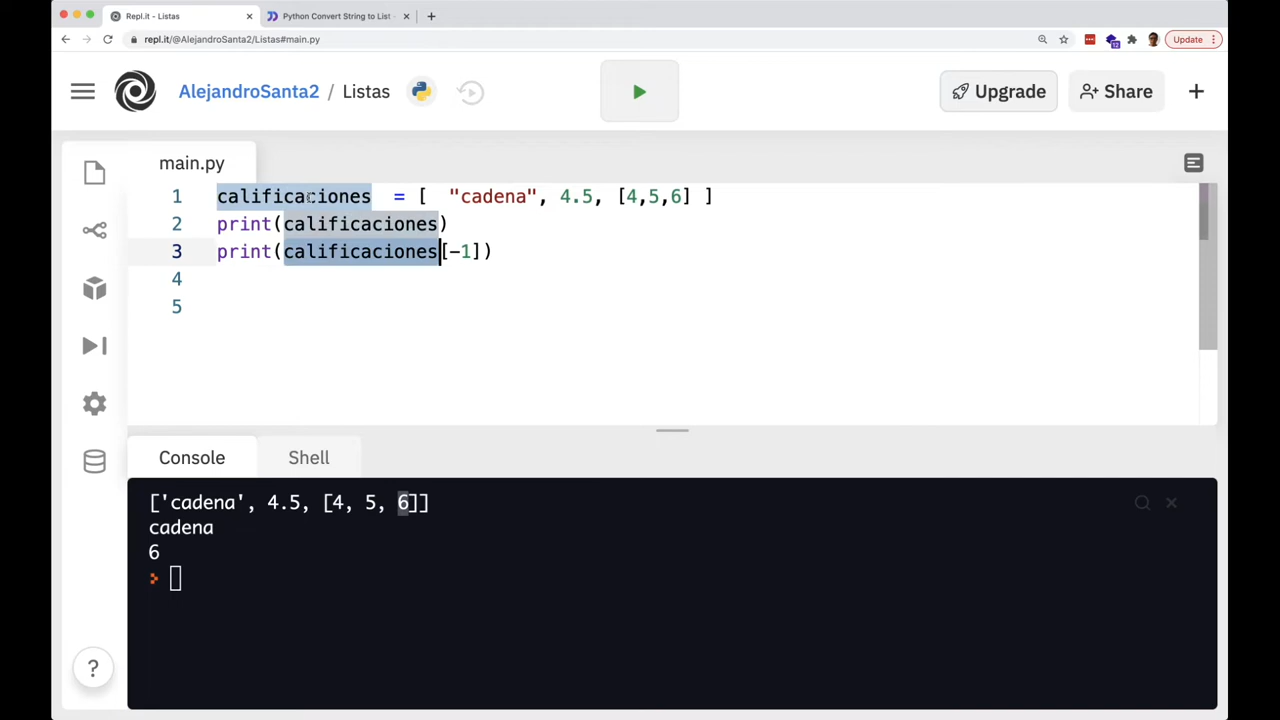 Repl.it - Listas
Python Convert String to List
repl.it/@AlejandroSanta2/Listas#main.py
12
Update
AlejandroSanta2 / Listas
Upgrade
Share
main.py
1 calificaciones = [ "cadena", 4.5, [4,5,6] ]
2 print(calificaciones)
3 print(calificaciones[-1])
4
5
Console
Shell
['cadena', 4.5, [4, 5, 6]]
cadena
6
?